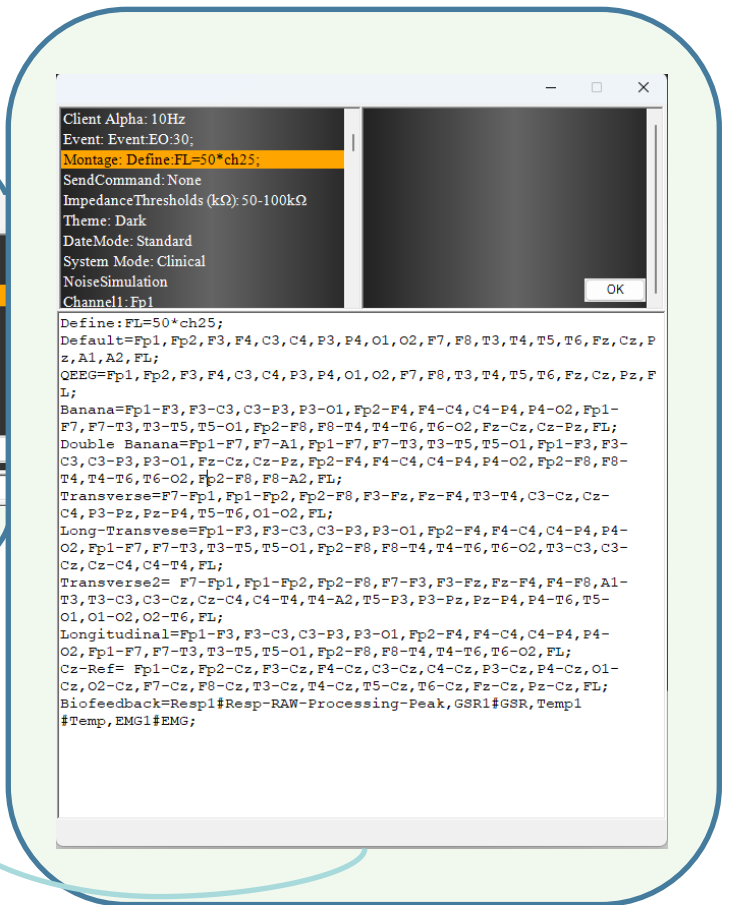 Client Alpha: 10Hz
Event: Event:EO:30;
Montage: Define:FL=50*ch25;
SendCommand: None
ImpedanceThresholds (kΩ): 50-100kΩ
Theme: Dark
DateMode: Standard
System Mode: Clinical
NoiseSimulation
Channel1: Fp1
OK
Define:FL=50*ch25;
Default=Fp1,Fp2,F3,F4,C3,C4,P3,P4,O1,O2,F7,F8,T3,T4,T5,T6,Fz,Cz,P
z,A1,A2,FL;
QEEG=Fp1,Fp2,F3,F4,C3,C4,P3,P4,O1,O2,F7,F8,T3,T4,T5,T6,Fz,Cz,Pz,F
L;
Banana=Fp1-F3,F3-C3,C3-P3,P3-O1,Fp2-F4,F4-C4,C4-P4,P4-O2,Fp1-
F7,F7-T3,T3-T5,T5-O1,Fp2-F8,F8-T4,T4-T6,T6-O2,Fz-Cz,Cz-Pz,FL;
Double Banana=Fp1-F7,F7-A1,Fp1-F7,F7-T3,T3-T5,T5-O1,Fp1-F3,F3-
C3,C3-P3,P3-O1,Fz-Cz,Cz-Pz,Fp2-F4,F4-C4,C4-P4,P4-O2,Fp2-F8,F8-
T4,T4-T6,T6-O2,Fp2-F8,F8-A2,FL;
Transverse=F7-Fp1,Fp1-Fp2,Fp2-F8,F3-Fz,Fz-F4,T3-T4,C3-Cz,Cz-
C4,P3-Pz,Pz-P4,T5-T6,O1-O2,FL;
Long-Transvese=Fp1-F3,F3-C3,C3-P3,P3-O1,Fp2-F4,F4-C4,C4-P4,P4-
O2,Fp1-F7,F7-T3,T3-T5,T5-O1,Fp2-F8,F8-T4,T4-T6,T6-O2,T3-C3,C3-
Cz,Cz-C4,C4-T4,FL;
Transverse2= F7-Fp1,Fp1-Fp2,Fp2-F8,F7-F3,F3-Fz,Fz-F4,F4-F8,A1-
T3,T3-C3,C3-Cz,Cz-C4,C4-T4,T4-A2,T5-P3,P3-Pz,Pz-P4,P4-T6,T5-
O1,O1-O2,O2-T6,FL;
Longitudinal=Fp1-F3,F3-C3,C3-P3,P3-O1,Fp2-F4,F4-C4,C4-P4,P4-
O2,Fp1-F7,F7-T3,T3-T5,T5-O1,Fp2-F8,F8-T4,T4-T6,T6-O2,FL;
Cz-Ref= Fp1-Cz,Fp2-Cz,F3-Cz,F4-Cz,C3-Cz,C4-Cz,P3-Cz,P4-Cz,O1-
Cz,O2-Cz,F7-Cz,F8-Cz,T3-Cz,T4-Cz,T5-Cz,T6-Cz,Fz-Cz,Pz-Cz,FL;
Biofeedback=Resp1#Resp-RAW-Processing-Peak,GSR1#GSR,Temp1
#Temp,EMG1#EMG;